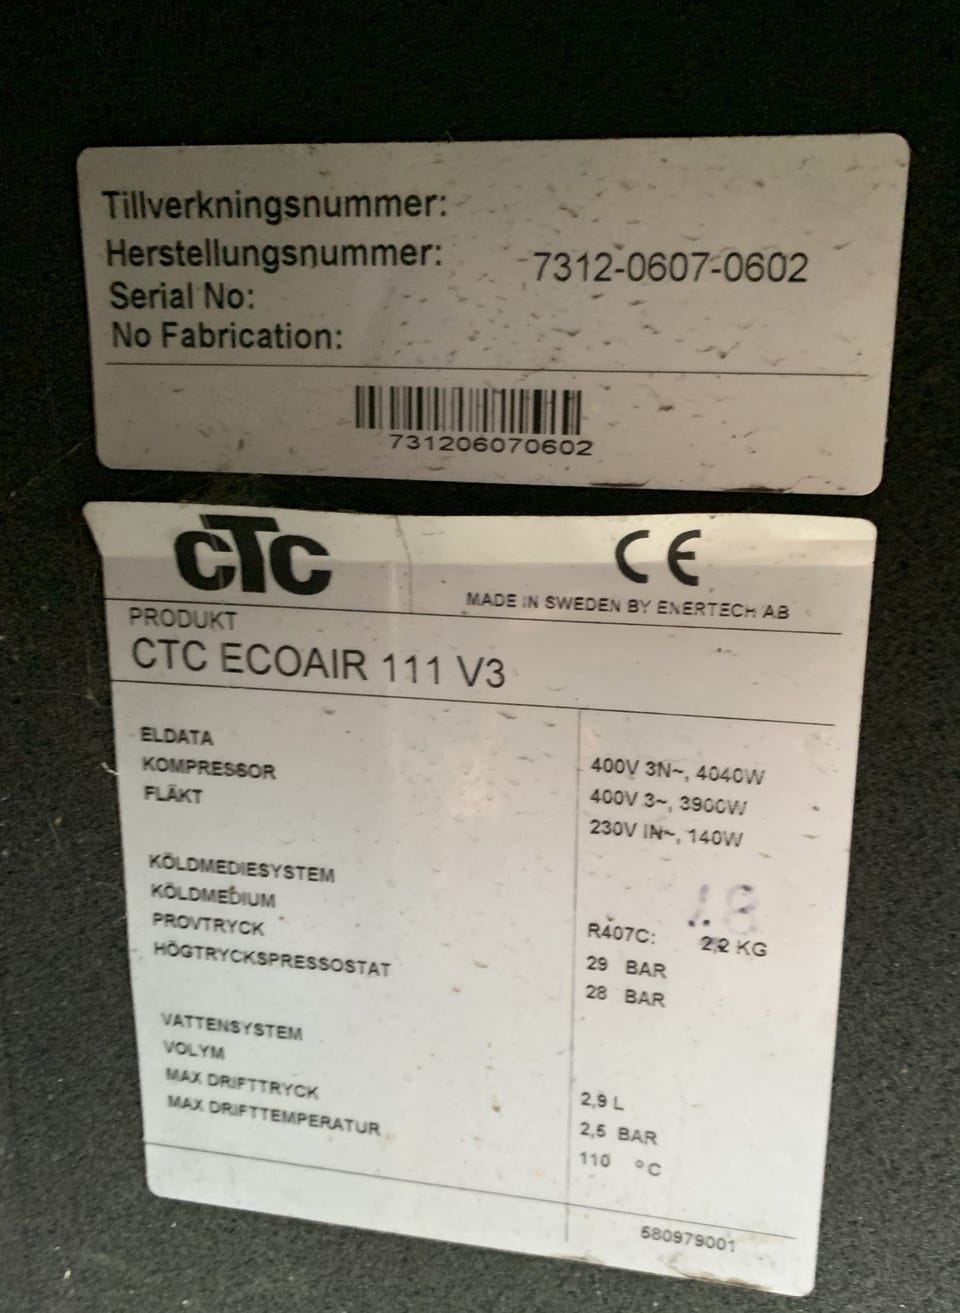 Tillverkningsnummer:
Herstellungsnummer: 7312-0607-0602
Serial No:
No Fabrication:
731206070602
CTC CE
MADE IN SWEDEN BY ENERTECH AB
PRODUKT
CTC ECOAIR 111 V3
ELDATA 400V 3N~, 4040W
KOMPRESSOR 400V 3~, 3900W
FLÄKT 230V IN~, 140W
KÖLDMEDIESYSTEM
KÖLDMEDIUM R407C: 2,2 KG
PROVTRYCK 29 BAR
HÖGTRYCKSPRESSOSTAT 28 BAR
VATTENSYSTEM
VOLYM 2,9 L
MAX DRIFTTRYCK 2,5 BAR
MAX DRIFTTEMPERATUR 110 °C
580979001